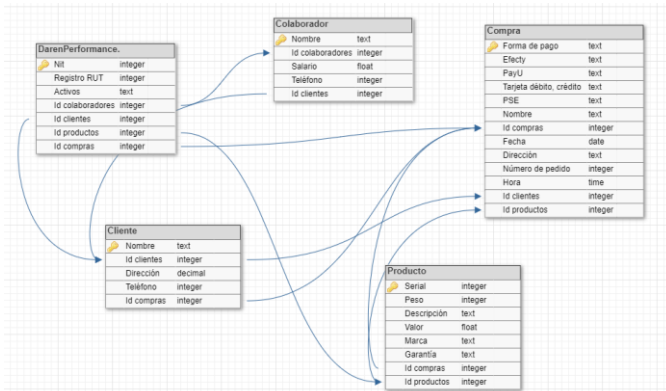 Colaborador
Nombre text
Id colaboradores integer
Salario float
Teléfono integer
Id clientes integer
DarenPerformance.
Nit integer
Registro RUT integer
Activos text
Id colaboradores integer
Id clientes integer
Id productos integer
Id compras integer
Compra
Forma de pago text
Efecty text
PayU text
Tarjeta débito, crédito text
PSE text
Nombre text
Id compras integer
Fecha date
Dirección text
Número de pedido integer
Hora time
Id clientes integer
Id productos integer
Cliente
Nombre text
Id clientes integer
Dirección decimal
Teléfono integer
Id compras integer
Producto
Serial integer
Peso integer
Descripción text
Valor float
Marca text
Garantía text
Id compras integer
Id productos integer